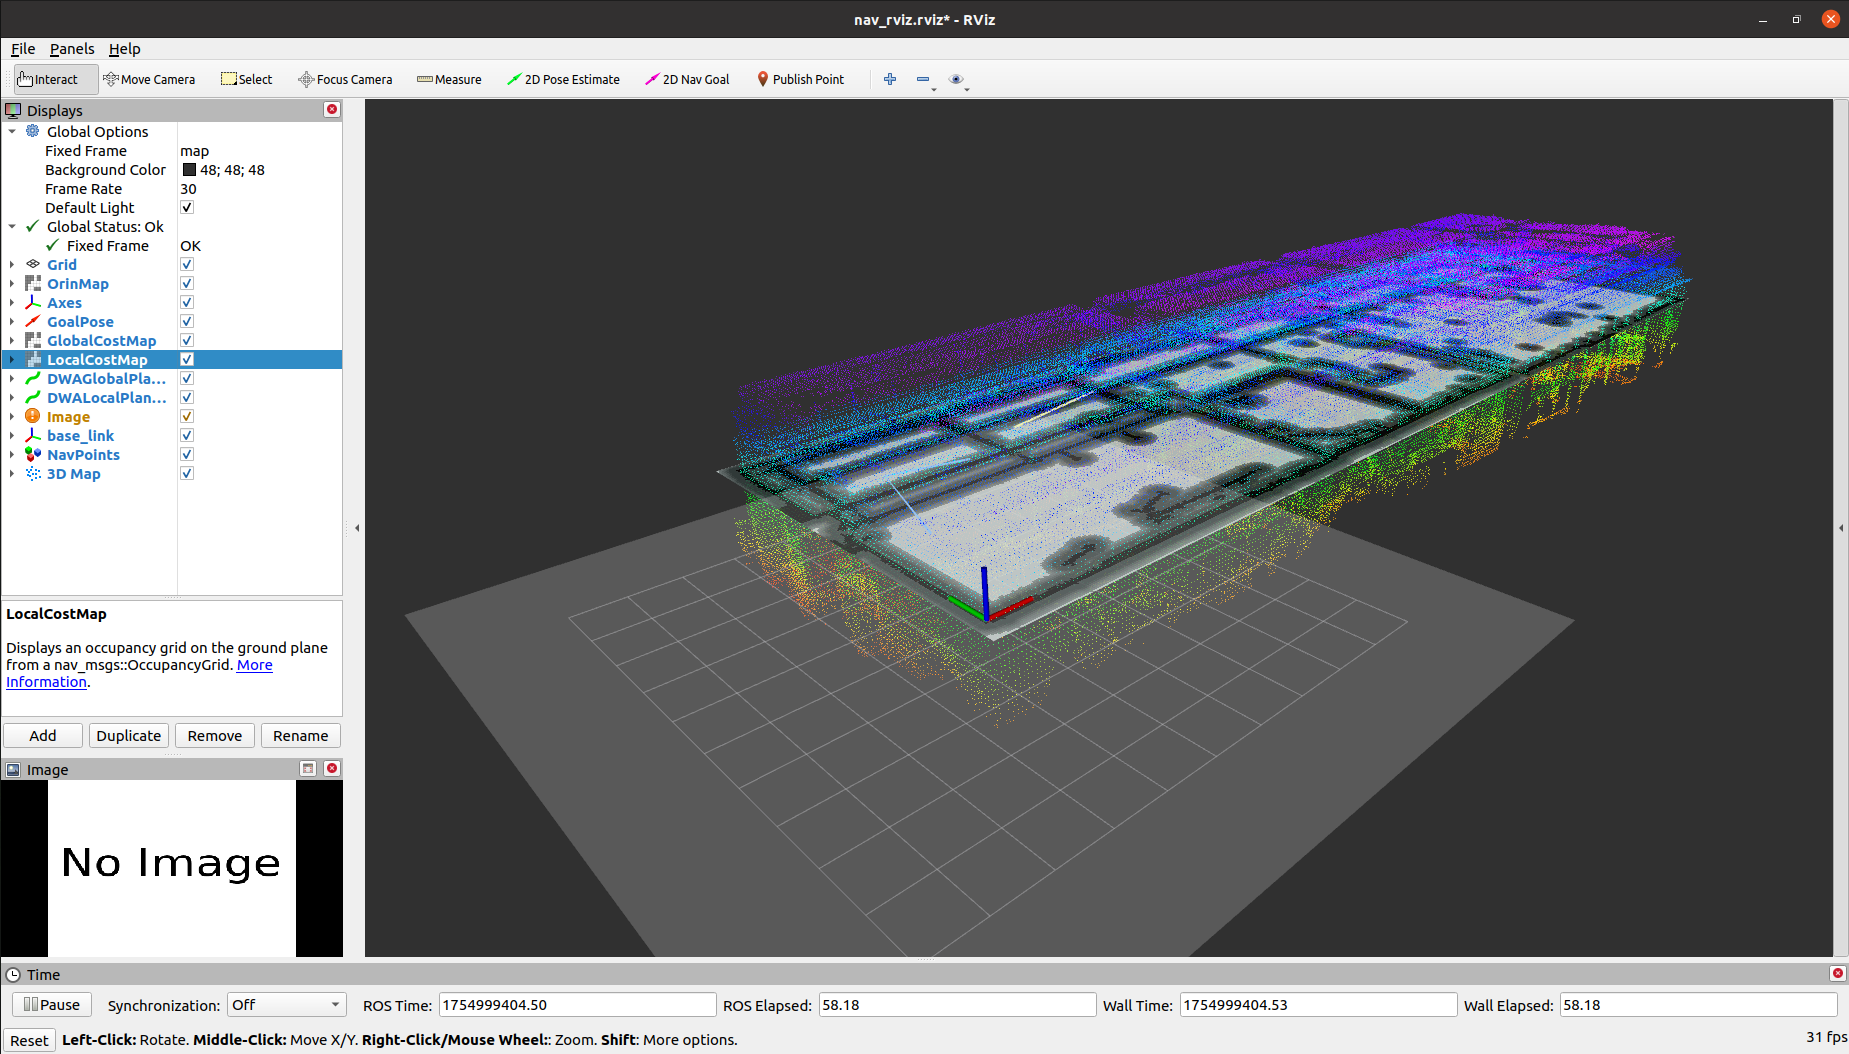 nav_rviz.rviz* - RViz
File Panels Help
Interact Move Camera Select Focus Camera Measure 2D Pose Estimate 2D Nav Goal Publish Point
Displays
Global Options
Fixed Frame map
Background Color 48; 48; 48
Frame Rate 30
Default Light
Global Status: Ok
Fixed Frame OK
Grid
OrinMap
Axes
GoalPose
GlobalCostMap
LocalCostMap
DWAGlobalPla...
DWALocalPlan...
Image
base_link
NavPoints
3D Map
LocalCostMap
Displays an occupancy grid on the ground plane
from a nav_msgs::OccupancyGrid. More
Information.
Add Duplicate Remove Rename
Image
No Image
Time
Pause Synchronization: Off ROS Time: 1754999404.50 ROS Elapsed: 58.18 Wall Time: 1754999404.53 Wall Elapsed: 58.18
Reset Left-Click: Rotate. Middle-Click: Move X/Y. Right-Click/Mouse Wheel:: Zoom. Shift: More options. 31 fps